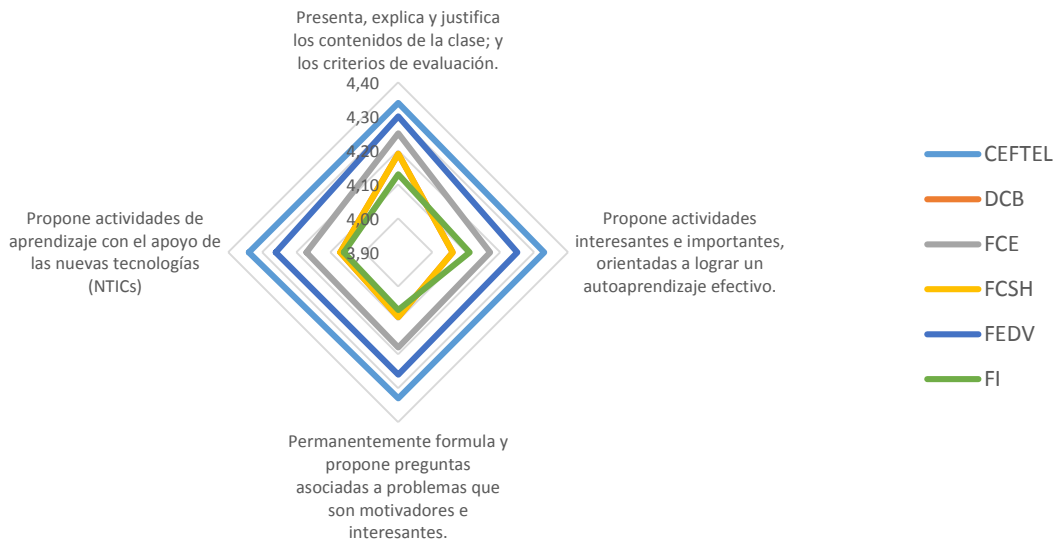 Presenta, explica y justifica
los contenidos de la clase; y
los criterios de evaluación.
4,40
4,30
4,20
4,10
4,00
3,90
Propone actividades de
aprendizaje con el apoyo de
las nuevas tecnologías
(NTICs)
Propone actividades
interesantes e importantes,
orientadas a lograr un
autoaprendizaje efectivo.
Permanentemente formula y
propone preguntas
asociadas a problemas que
son motivadores e
interesantes.
CEFTEL
DCB
FCE
FCSH
FEDV
FI